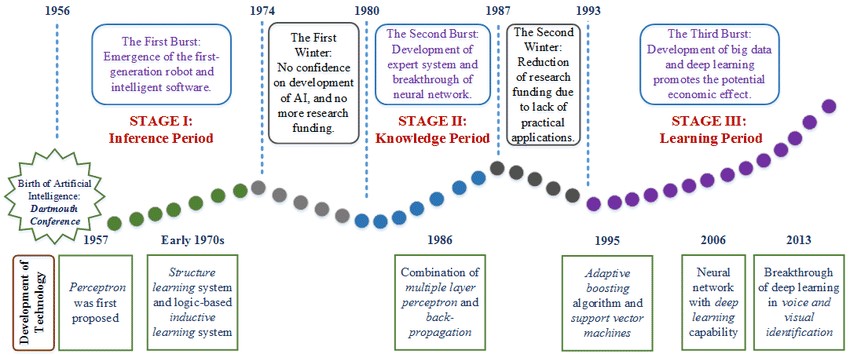 1956
1974
1980
1987
1993
The First Burst:
Emergence of the first-
generation robot and
intelligent software.
The First
Winter:
No confidence
on development
of AI, and no
more research
funding.
The Second Burst:
Development of
expert system and
breakthrough of
neural network.
The Second
Winter:
Reduction
of research
funding due
to lack of
practical
applications.
The Third Burst:
Development of big data
and deep learning
promotes the potential
economic effect.
STAGE I:
Inference Period
STAGE II:
Knowledge Period
STAGE III:
Learning Period
Birth of Artificial
Intelligence:
Dartmouth
Conference
1957
Early 1970s
1986
1995
2006
2013
Development of
Technology
Perceptron
was first
proposed
Structure
learning system
and logic-based
inductive
learning system
Combination of
multiple layer
perceptron and
back-
propagation
Adaptive
boosting
algorithm and
support vector
machines
Neural
network
with deep
learning
capability
Breakthrough
of deep learning
in voice and
visual
identification